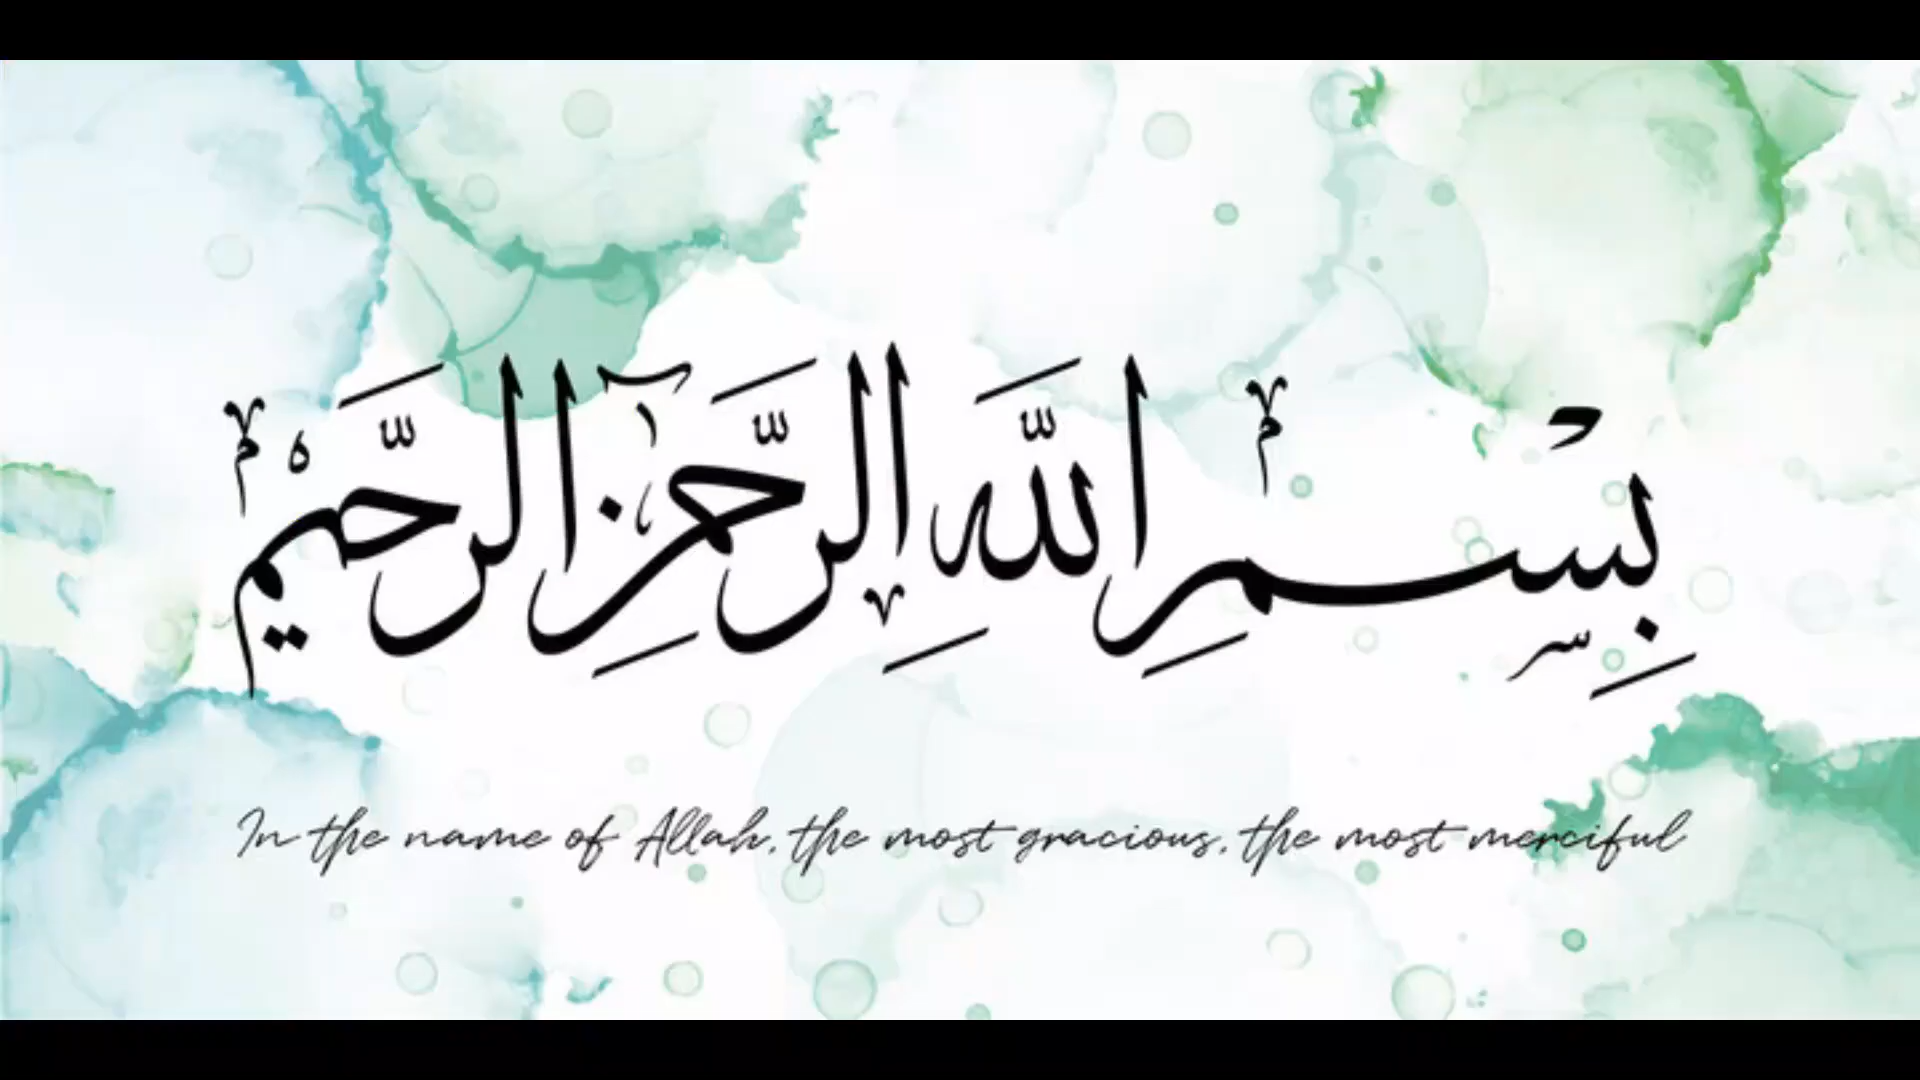 بِسْمِ اللَّهِ الرَّحْمَٰنِ الرَّحِيمِ
In the name of Allah, the most gracious, the most merciful